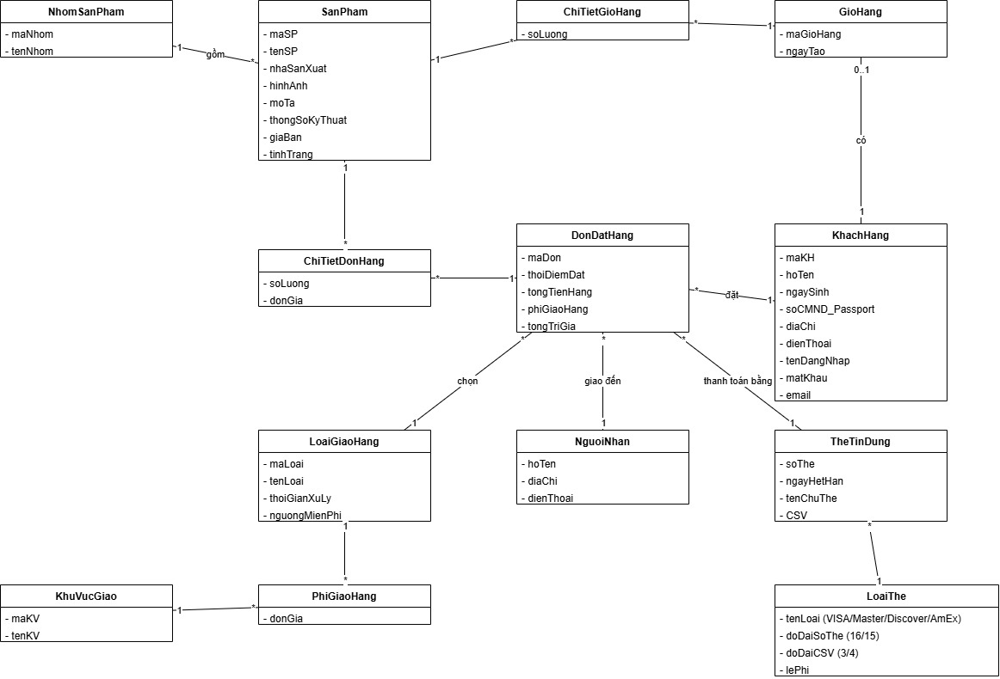 NhomSanPham
- maNhom
- tenNhom
1
gồm
*
SanPham
- maSP
- tenSP
- nhaSanXuat
- hinhAnh
- moTa
- thongSoKyThuat
- giaBan
- tinhTrang
1
*
ChiTietGioHang
- soLuong
*
1
GioHang
- maGioHang
- ngayTao
0..1
có
1
1
*
ChiTietDonHang
- soLuong
- donGia
*
1
DonDatHang
- maDon
- thoiDiemDat
- tongTienHang
- phiGiaoHang
- tongTriGia
*
đặt
1
KhachHang
- maKH
- hoTen
- ngaySinh
- soCMND_Passport
- diaChi
- dienThoai
- tenDangNhap
- matKhau
- email
*
chọn
1
*
giao đến
1
*
thanh toán bằng
1
LoaiGiaoHang
- maLoai
- tenLoai
- thoiGianXuLy
- nguongMienPhi
NguoiNhan
- hoTen
- diaChi
- dienThoai
TheTinDung
- soThe
- ngayHetHan
- tenChuThe
- CSV
1
*
*
1
KhuVucGiao
- maKV
- tenKV
1
*
PhiGiaoHang
- donGia
LoaiThe
- tenLoai (VISA/Master/Discover/AmEx)
- doDaiSoThe (16/15)
- doDaiCSV (3/4)
- lePhi